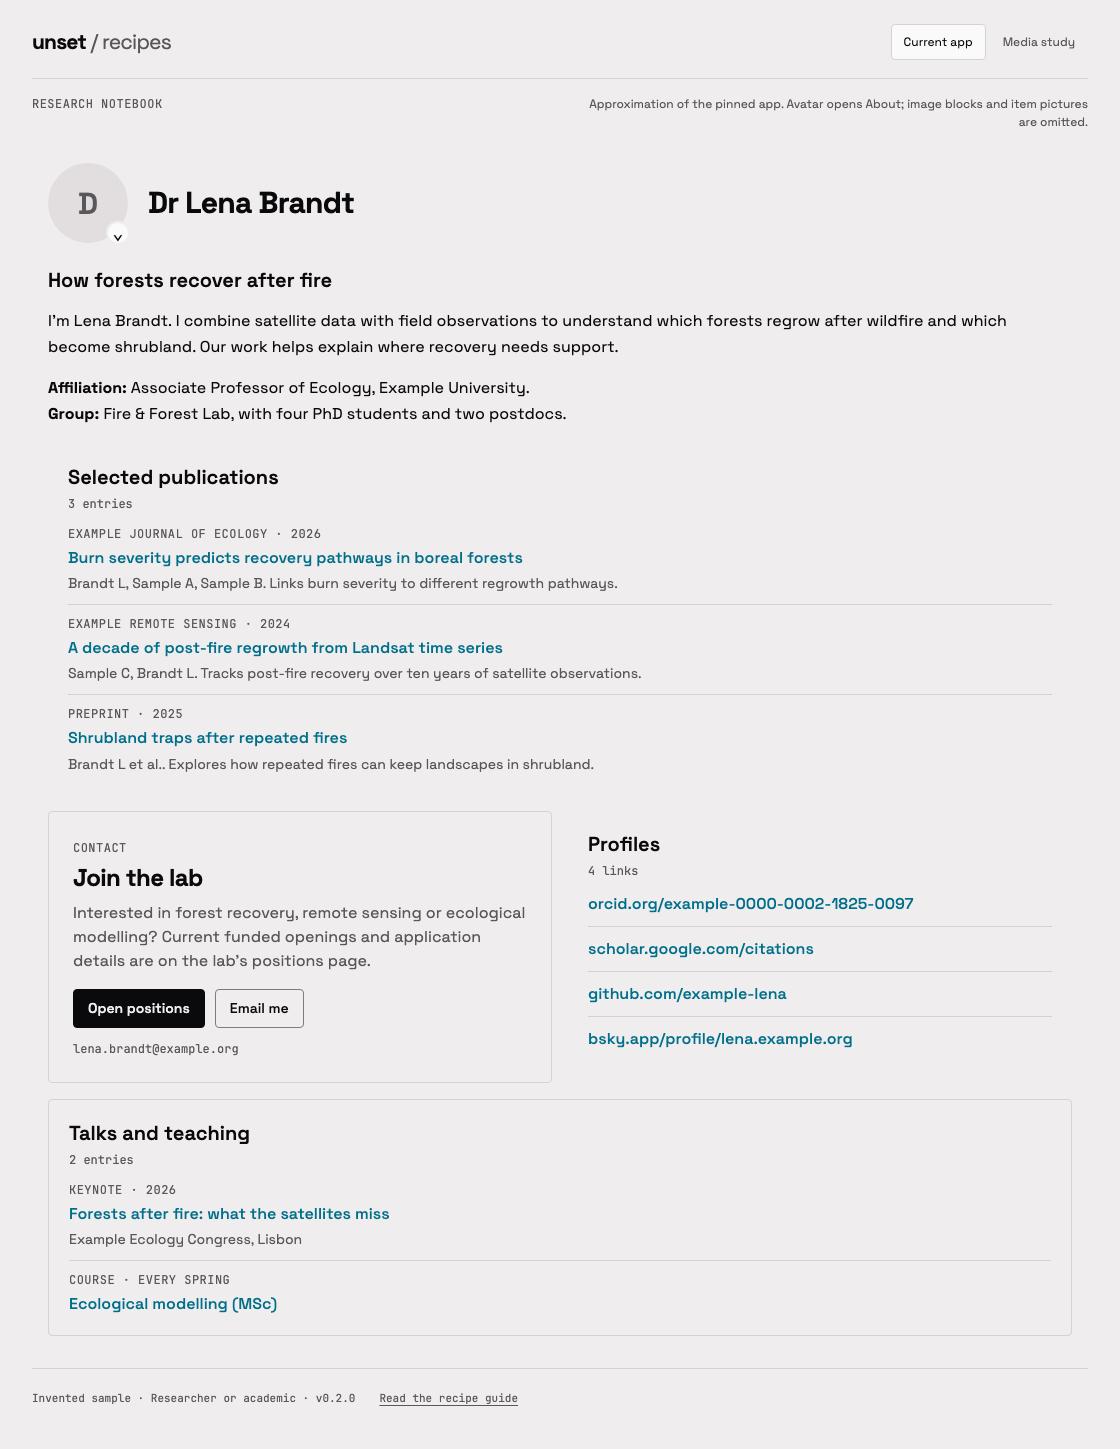 unset / recipes
Current app
Media study
RESEARCH NOTEBOOK
Approximation of the pinned app. Avatar opens About; image blocks and item pictures
are omitted.
D
Dr Lena Brandt
How forests recover after fire
I'm Lena Brandt. I combine satellite data with field observations to understand which forests regrow after wildfire and which
become shrubland. Our work helps explain where recovery needs support.
Affiliation: Associate Professor of Ecology, Example University.
Group: Fire & Forest Lab, with four PhD students and two postdocs.
Selected publications
3 entries
EXAMPLE JOURNAL OF ECOLOGY · 2026
Burn severity predicts recovery pathways in boreal forests
Brandt L, Sample A, Sample B. Links burn severity to different regrowth pathways.
EXAMPLE REMOTE SENSING · 2024
A decade of post-fire regrowth from Landsat time series
Sample C, Brandt L. Tracks post-fire recovery over ten years of satellite observations.
PREPRINT · 2025
Shrubland traps after repeated fires
Brandt L et al.. Explores how repeated fires can keep landscapes in shrubland.
CONTACT
Join the lab
Interested in forest recovery, remote sensing or ecological
modelling? Current funded openings and application
details are on the lab's positions page.
Open positions
Email me
lena.brandt@example.org
Profiles
4 links
orcid.org/example-0000-0002-1825-0097
scholar.google.com/citations
github.com/example-lena
bsky.app/profile/lena.example.org
Talks and teaching
2 entries
KEYNOTE · 2026
Forests after fire: what the satellites miss
Example Ecology Congress, Lisbon
COURSE · EVERY SPRING
Ecological modelling (MSc)
Invented sample · Researcher or academic · v0.2.0
Read the recipe guide